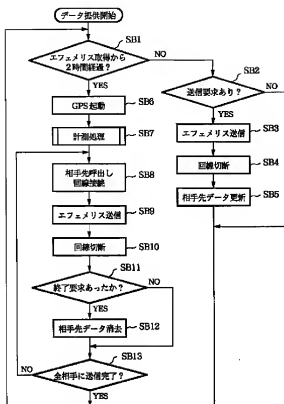 データ提供開始
SB1
エフェメリス取得から
2時間経過？
NO
YES
SB2
送信要求あり？
NO
YES
GPS起動
SB6
エフェメリス送信
SB3
計測処理
SB7
回線切断
SB4
相手先呼出し
回線接続
SB8
相手先データ更新
SB5
エフェメリス送信
SB9
回線切断
SB10
SB11
終了要求あったか？
NO
YES
相手先データ消去
SB12
SB13
NO
全相手に送信完了？
YES